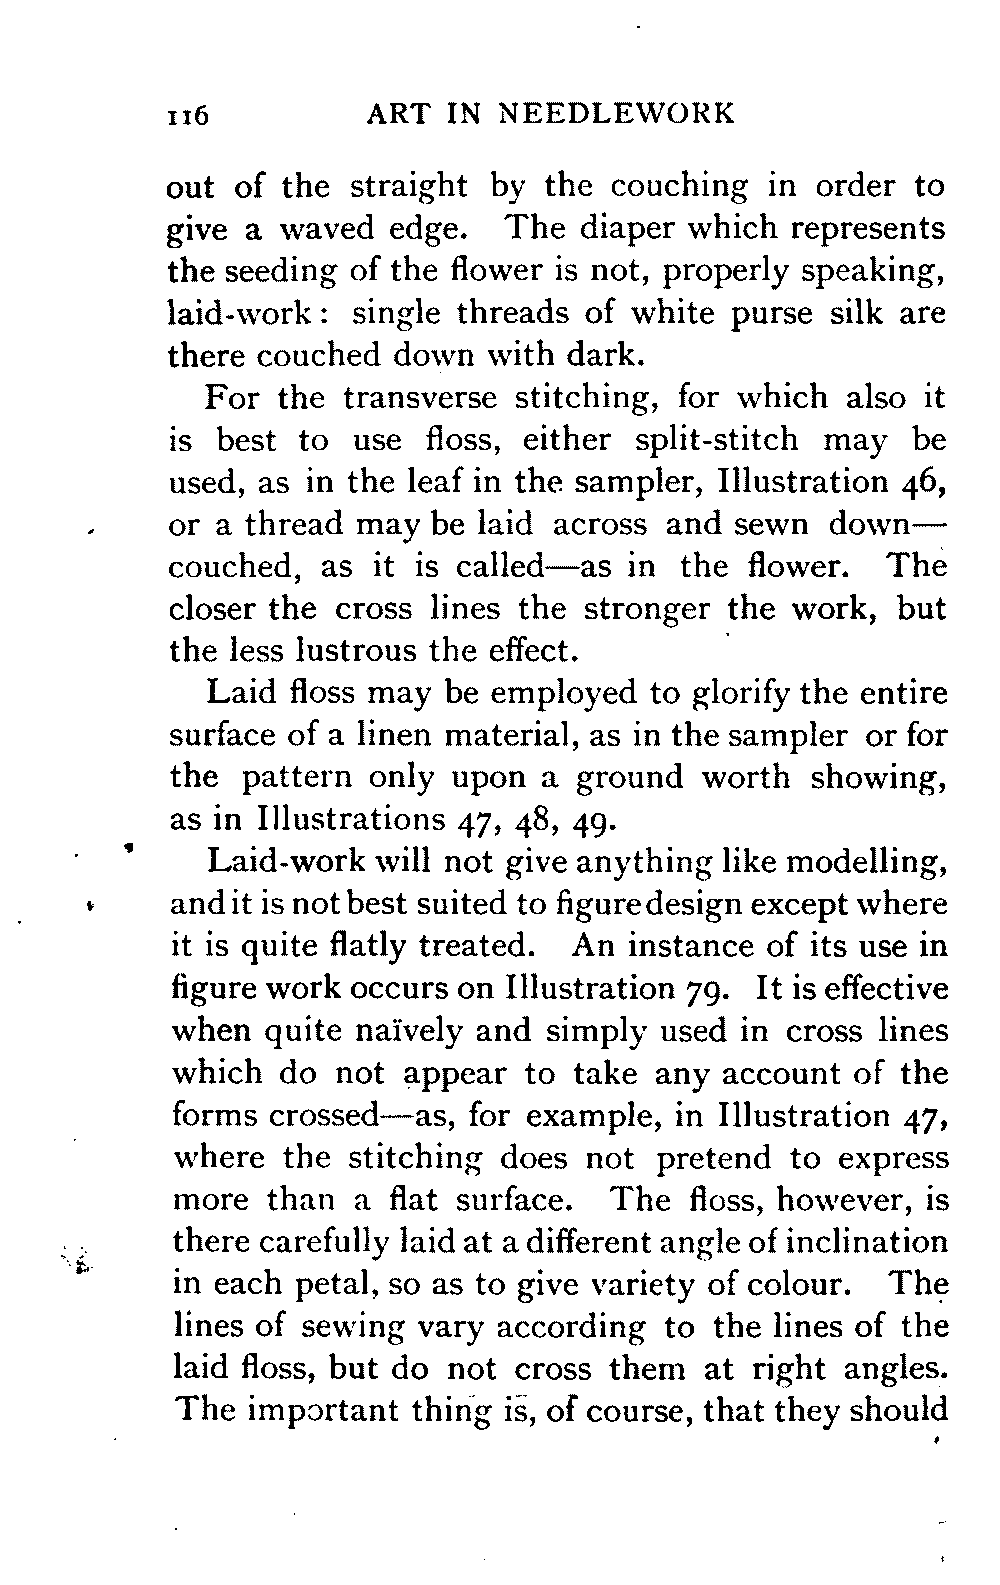 116 ART IN NEEDLEWORK
out of the straight by the couching in order to
give a waved edge. The diaper which represents
the seeding of the flower is not, properly speaking,
laid-work: single threads of white purse silk are
there couched down with dark.
For the transverse stitching, for which also it
is best to use floss, either split-stitch may be
used, as in the leaf in the sampler, Illustration 46,
or a thread may be laid across and sewn down—
couched, as it is called—as in the flower. The
closer the cross lines the stronger the work, but
the less lustrous the effect.
Laid floss may be employed to glorify the entire
surface of a linen material, as in the sampler or for
the pattern only upon a ground worth showing,
as in Illustrations 47, 48, 49.
Laid-work will not give anything like modelling,
and it is not best suited to figure design except where
it is quite flatly treated. An instance of its use in
figure work occurs on Illustration 79. It is effective
when quite naïvely and simply used in cross lines
which do not appear to take any account of the
forms crossed—as, for example, in Illustration 47,
where the stitching does not pretend to express
more than a flat surface. The floss, however, is
there carefully laid at a different angle of inclination
in each petal, so as to give variety of colour. The
lines of sewing vary according to the lines of the
laid floss, but do not cross them at right angles.
The important thing is, of course, that they should